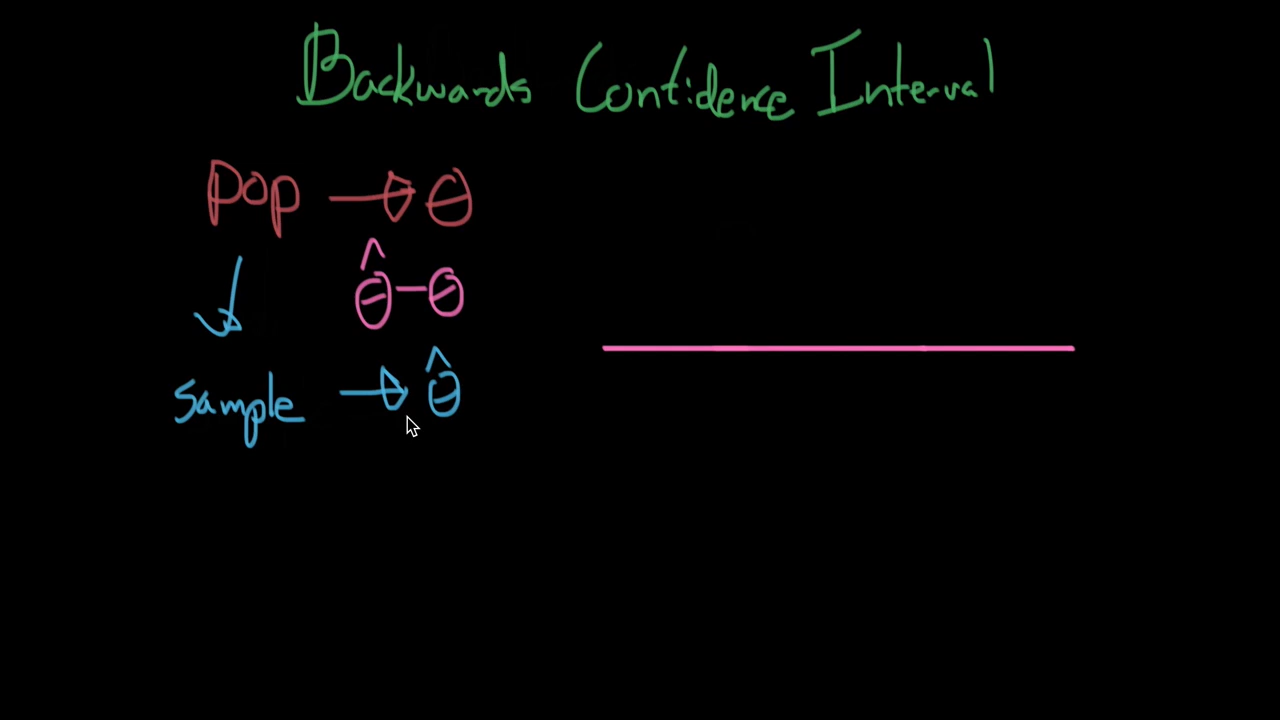 Backwards Confidence Interval
Pop → θ
θ̂ - θ
sample → θ̂